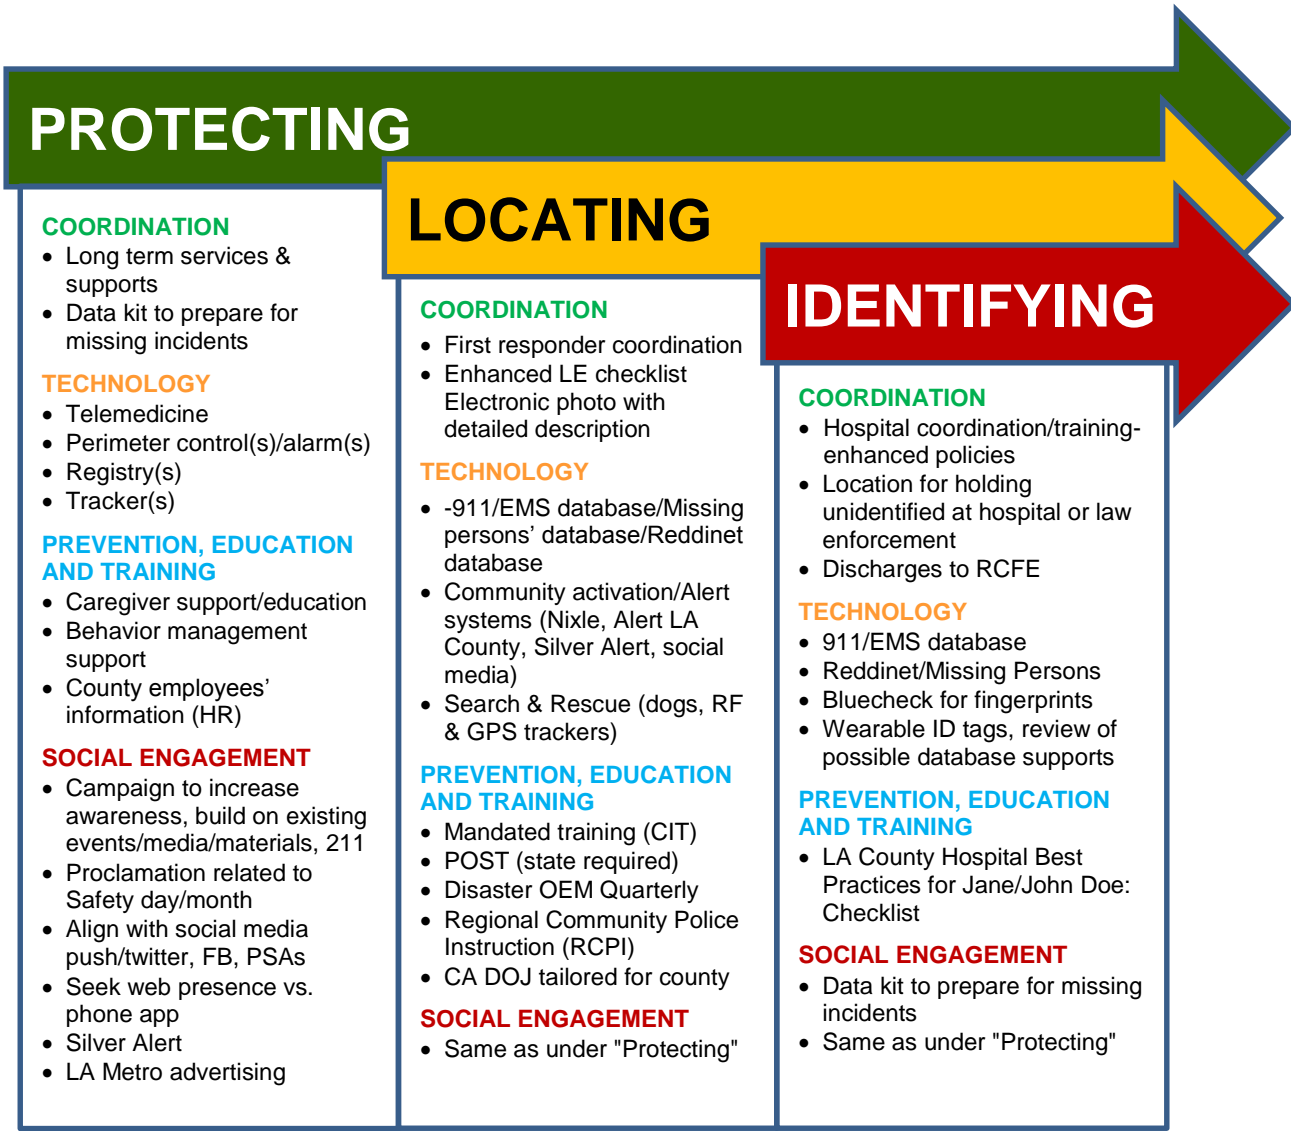 PROTECTING
COORDINATION
• Long term services &
supports
• Data kit to prepare for
missing incidents
TECHNOLOGY
• Telemedicine
• Perimeter control(s)/alarm(s)
• Registry(s)
• Tracker(s)
PREVENTION, EDUCATION
AND TRAINING
• Caregiver support/education
• Behavior management
support
• County employees’
information (HR)
SOCIAL ENGAGEMENT
• Campaign to increase
awareness, build on existing
events/media/materials, 211
• Proclamation related to
Safety day/month
• Align with social media
push/twitter, FB, PSAs
• Seek web presence vs.
phone app
• Silver Alert
• LA Metro advertising
LOCATING
COORDINATION
• First responder coordination
• Enhanced LE checklist
Electronic photo with
detailed description
TECHNOLOGY
• -911/EMS database/Missing
persons’ database/Reddinet
database
• Community activation/Alert
systems (Nixle, Alert LA
County, Silver Alert, social
media)
• Search & Rescue (dogs, RF
& GPS trackers)
PREVENTION, EDUCATION
AND TRAINING
• Mandated training (CIT)
• POST (state required)
• Disaster OEM Quarterly
• Regional Community Police
Instruction (RCPI)
• CA DOJ tailored for county
SOCIAL ENGAGEMENT
• Same as under "Protecting"
IDENTIFYING
COORDINATION
• Hospital coordination/training-
enhanced policies
• Location for holding
unidentified at hospital or law
enforcement
• Discharges to RCFE
TECHNOLOGY
• 911/EMS database
• Reddinet/Missing Persons
• Bluecheck for fingerprints
• Wearable ID tags, review of
possible database supports
PREVENTION, EDUCATION
AND TRAINING
• LA County Hospital Best
Practices for Jane/John Doe:
Checklist
SOCIAL ENGAGEMENT
• Data kit to prepare for missing
incidents
• Same as under "Protecting"